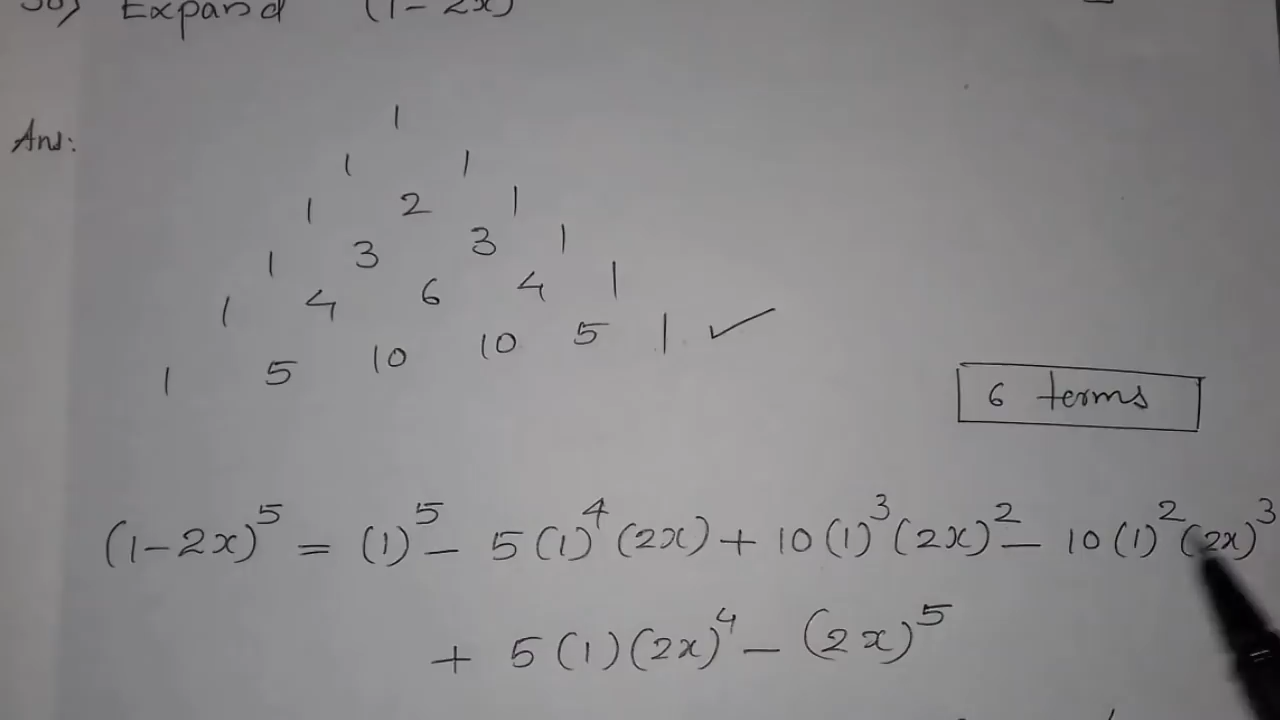 Expand (1-2x)
Ans:
1
1 1
1 2 1
1 3 3 1
1 4 6 4 1
1 5 10 10 5 1 ✓
6 terms
(1-2x)⁵ = (1)⁵ - 5(1)⁴(2x) + 10(1)³(2x)² - 10(1)²(2x)³
+ 5(1)(2x)⁴ - (2x)⁵